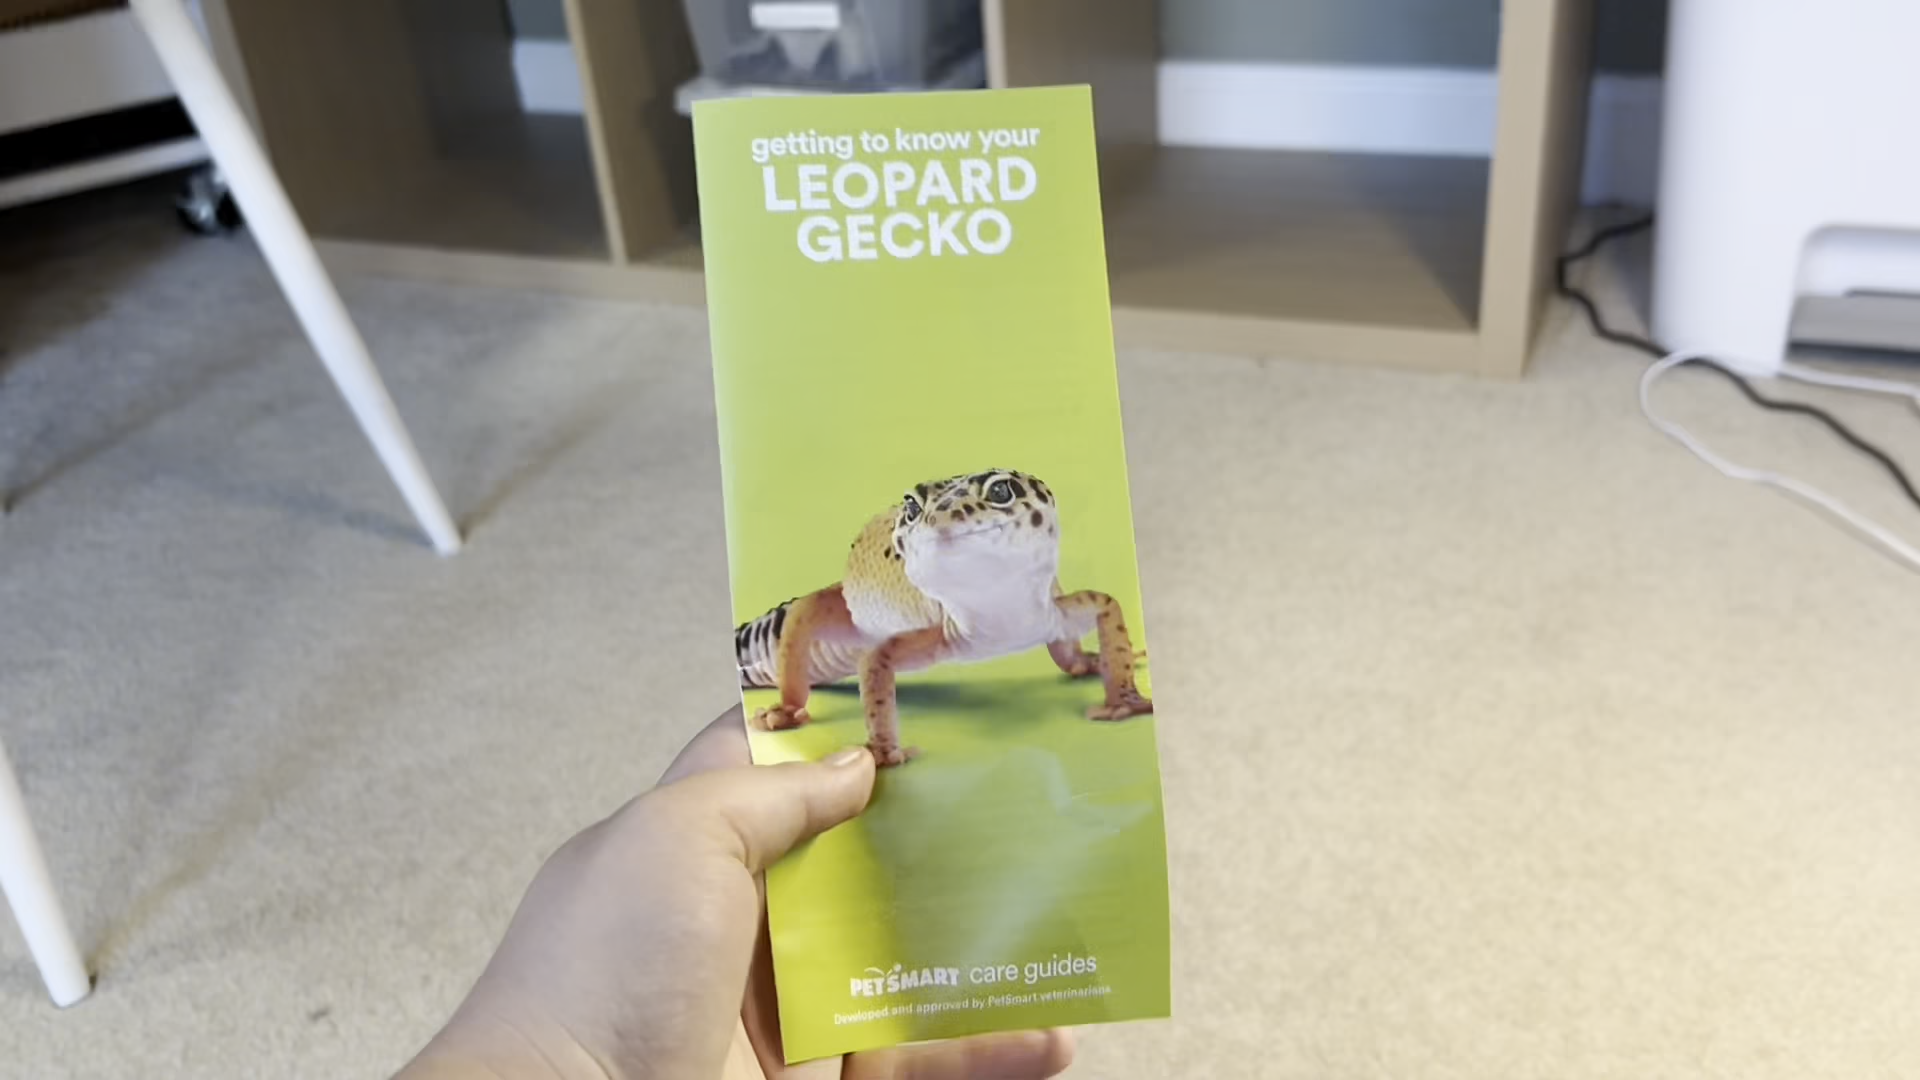 getting to know your
LEOPARD
GECKO
PETSMART care guides
Developed and approved by PetSmart veterinarians